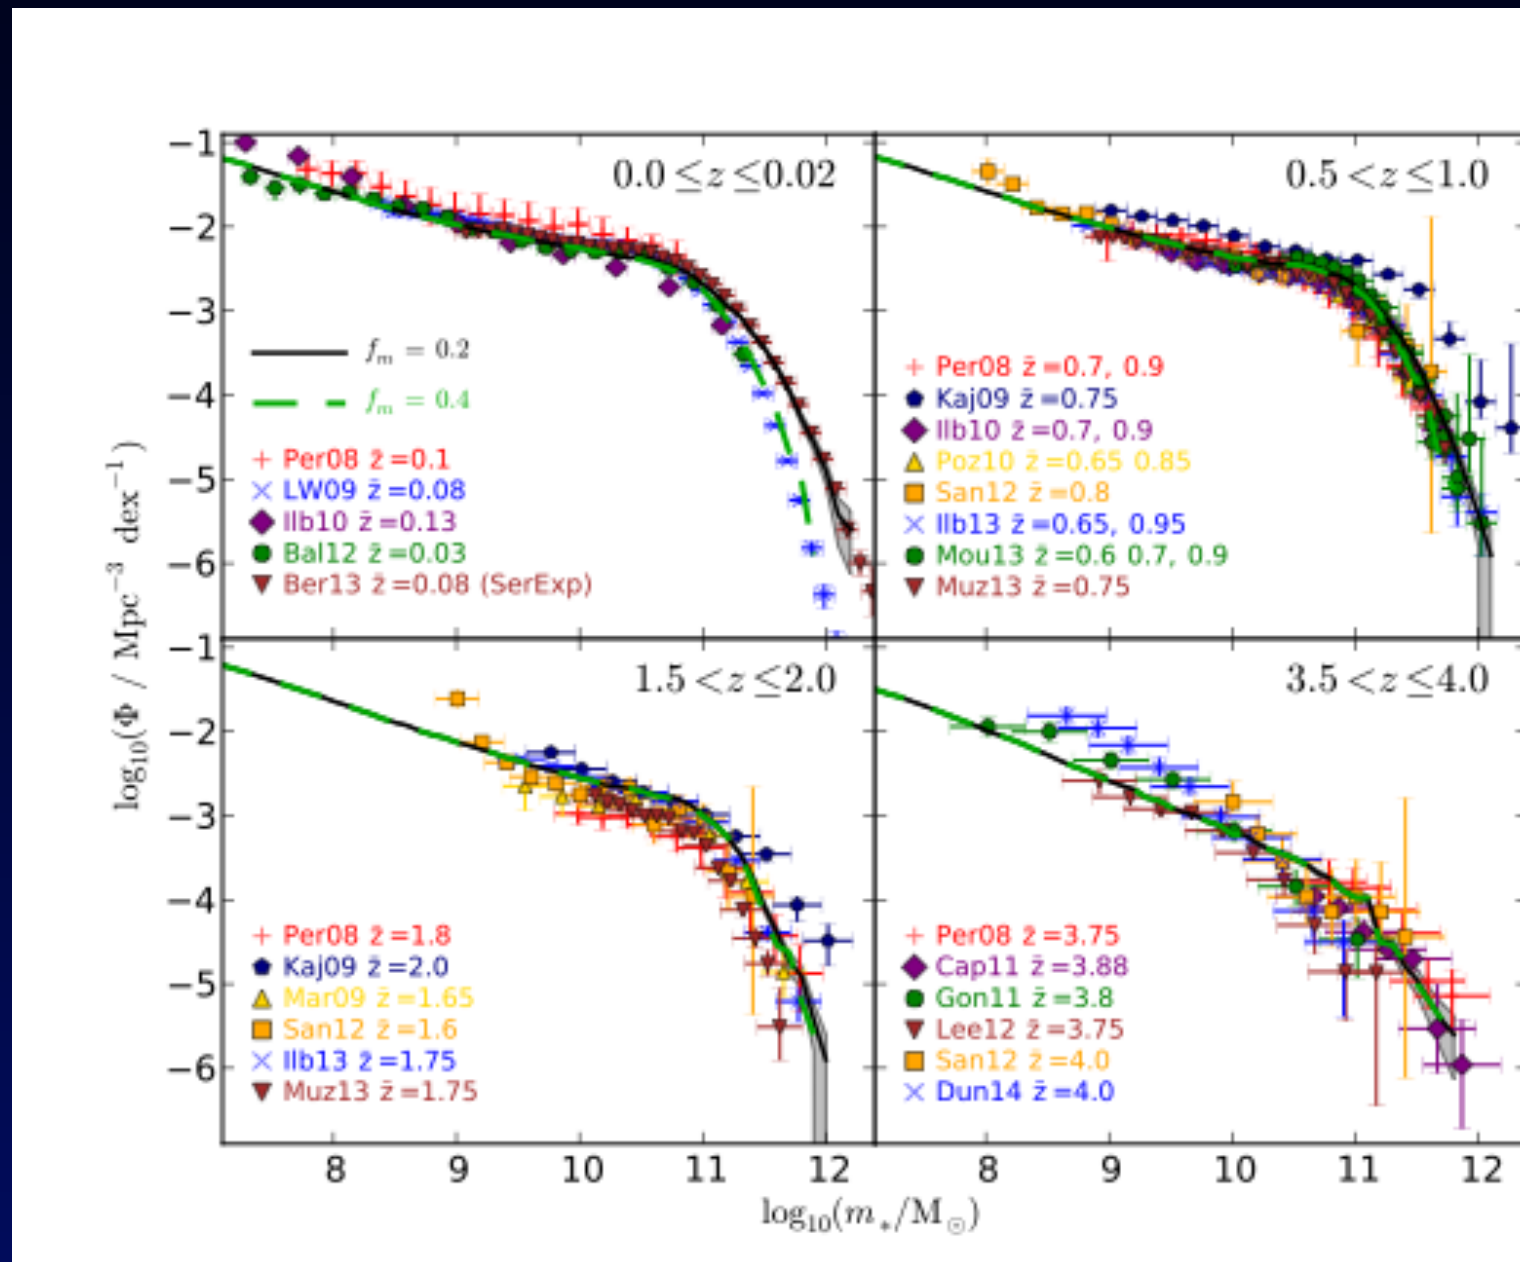 log₁₀(Φ / Mpc⁻³ dex⁻¹)
−1
−2
−3
−4
−5
−6
0.0 ≤z ≤0.02
f_m = 0.2
f_m = 0.4
Per08 z̄=0.1
LW09 z̄=0.08
Ilb10 z̄=0.13
Bal12 z̄=0.03
Ber13 z̄=0.08 (SerExp)
0.5 <z ≤1.0
Per08 z̄=0.7, 0.9
Kaj09 z̄=0.75
Ilb10 z̄=0.7, 0.9
Poz10 z̄=0.65 0.85
San12 z̄=0.8
Ilb13 z̄=0.65, 0.95
Mou13 z̄=0.6 0.7, 0.9
Muz13 z̄=0.75
−1
−2
−3
−4
−5
−6
1.5 <z ≤2.0
Per08 z̄=1.8
Kaj09 z̄=2.0
Mar09 z̄=1.65
San12 z̄=1.6
Ilb13 z̄=1.75
Muz13 z̄=1.75
3.5 <z ≤4.0
Per08 z̄=3.75
Cap11 z̄=3.88
Gon11 z̄=3.8
Lee12 z̄=3.75
San12 z̄=4.0
Dun14 z̄=4.0
8 9 10 11 12
8 9 10 11 12
log₁₀(m_*/M_⊙)